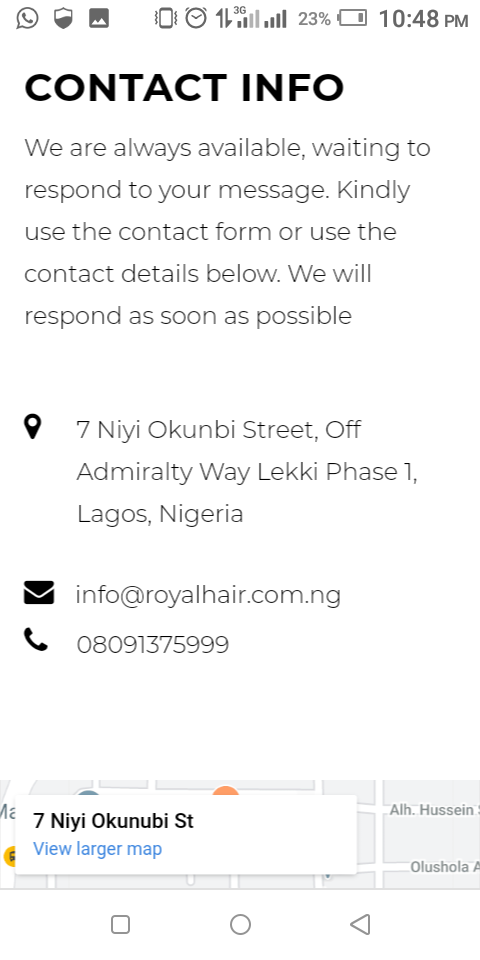 3G 23% 10:48 PM
CONTACT INFO
We are always available, waiting to
respond to your message. Kindly
use the contact form or use the
contact details below. We will
respond as soon as possible
7 Niyi Okunbi Street, Off
Admiralty Way Lekki Phase 1,
Lagos, Nigeria
info@royalhair.com.ng
08091375999
7 Niyi Okunubi St
View larger map
Alh. Hussein
Olushola